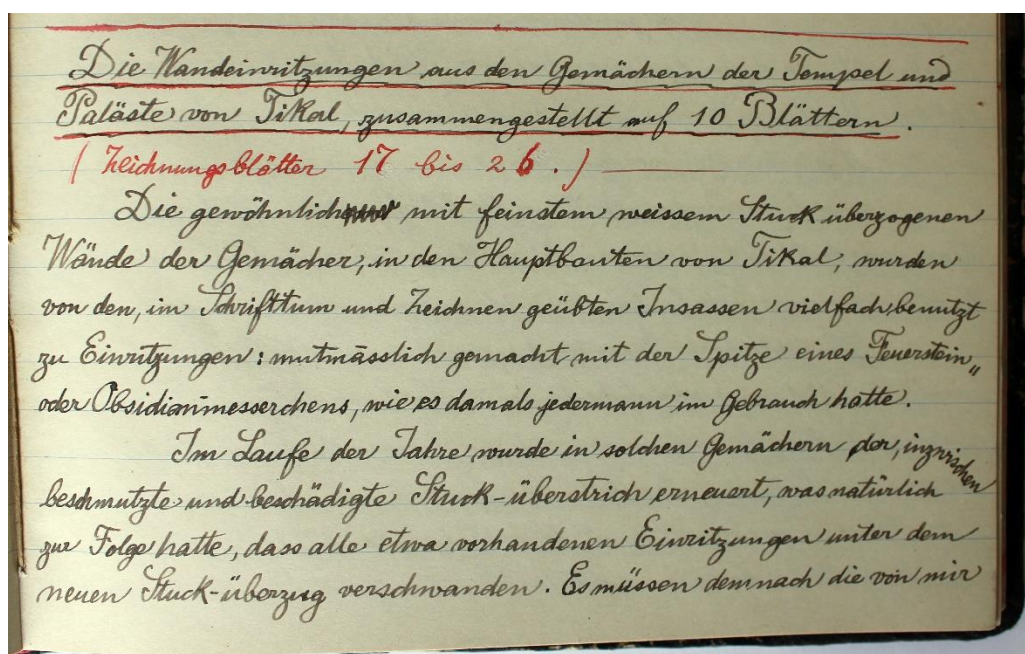 Die Wandeinritzungen aus den Gemächern der Tempel und
Paläste von Tikal, zusammengestellt auf 10 Blättern.
(Zeichnungsblätter 17 bis 26.)
Die gewöhnlich mit feinstem weissem Stuck überzogenen
Wände der Gemächer, in den Hauptbauten von Tikal, wurden
von den, im Schrifttum und Zeichnen geübten Insassen vielfach benutzt
zu Einritzungen: mutmässlich gemacht mit der Spitze eines Feuerstein„
oder Obsidianmesserchens, wie es damals jedermann im Gebrauch hatte.
Im Laufe der Jahre wurde in solchen Gemächern der, inzwischen
beschmutzte und beschädigte Stuck-überstrich erneuert, was natürlich
zur Folge hatte, dass alle etwa vorhandenen Einritzungen unter dem
neuen Stuck-überzug verschwanden. Es müssen demnach die von mir